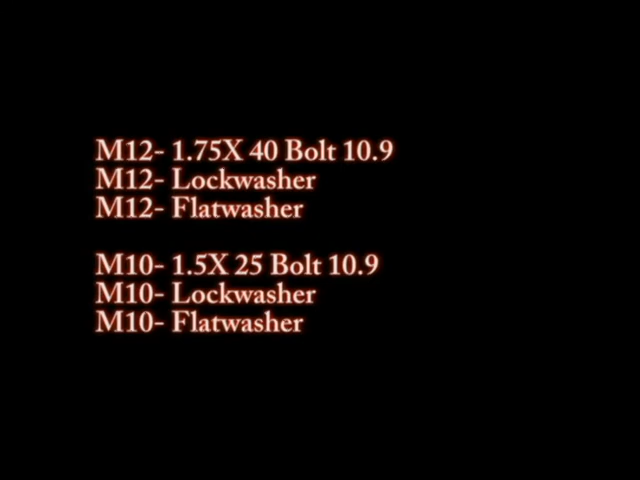 M12- 1.75X 40 Bolt 10.9
M12- Lockwasher
M12- Flatwasher
M10- 1.5X 25 Bolt 10.9
M10- Lockwasher
M10- Flatwasher